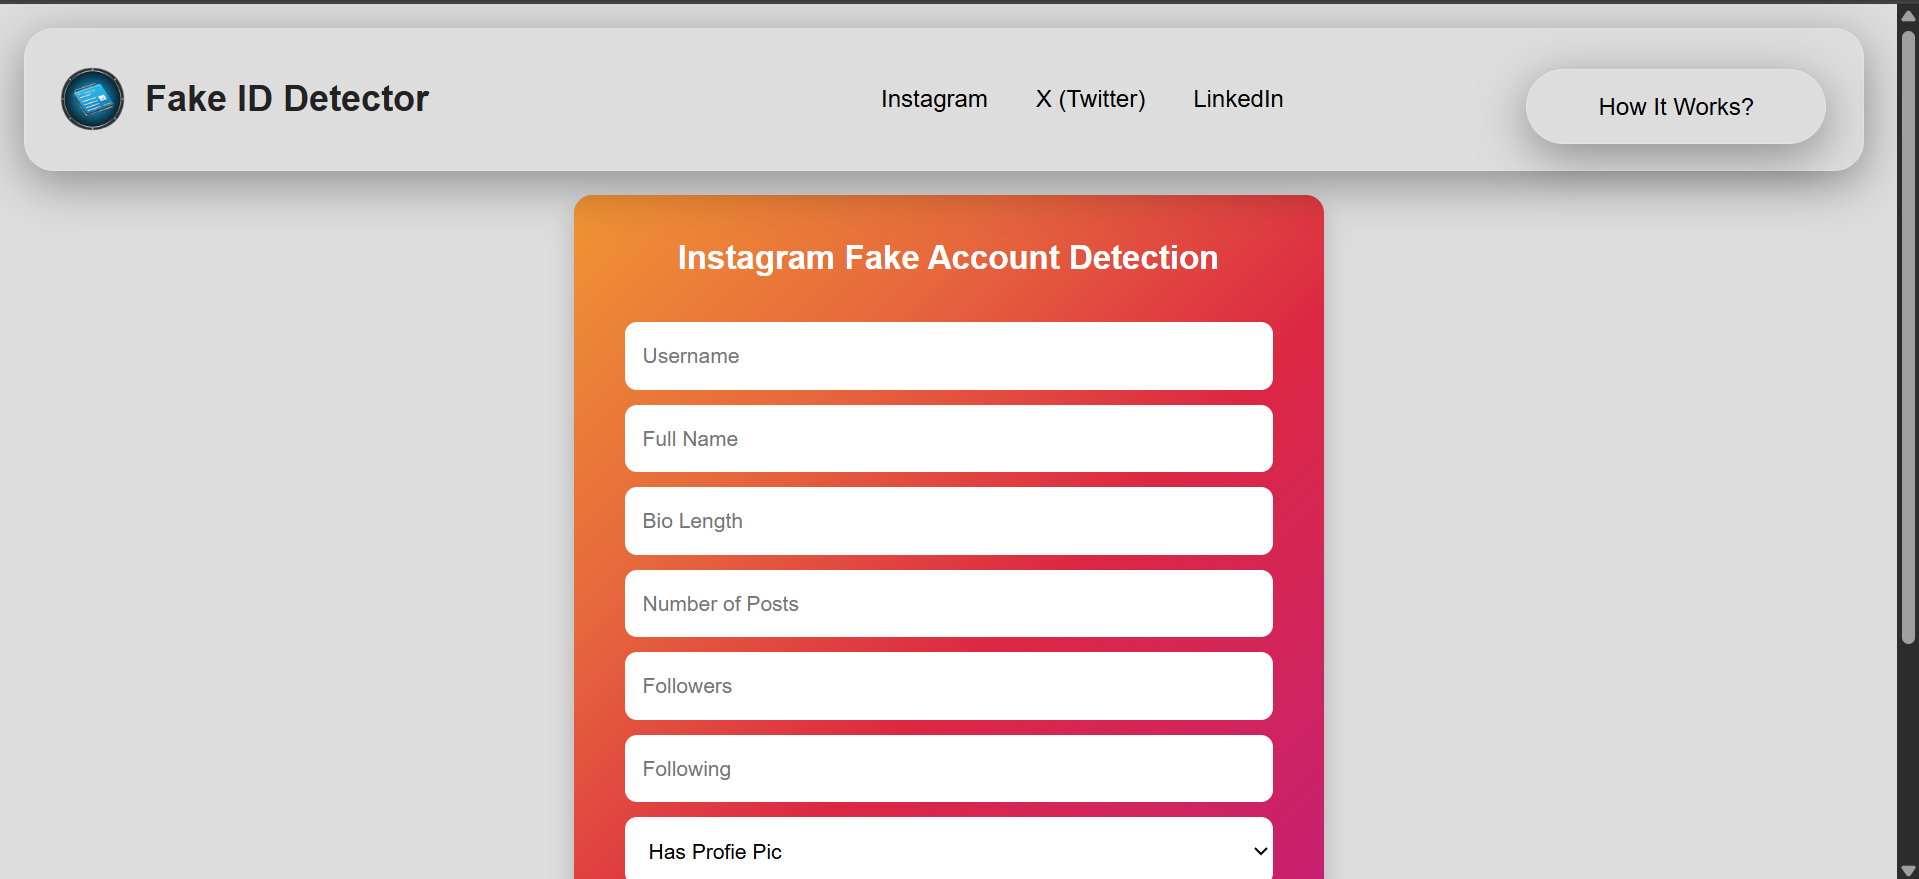 Fake ID Detector
Instagram
X (Twitter)
LinkedIn
How It Works?
Instagram Fake Account Detection
Username
Full Name
Bio Length
Number of Posts
Followers
Following
Has Profie Pic